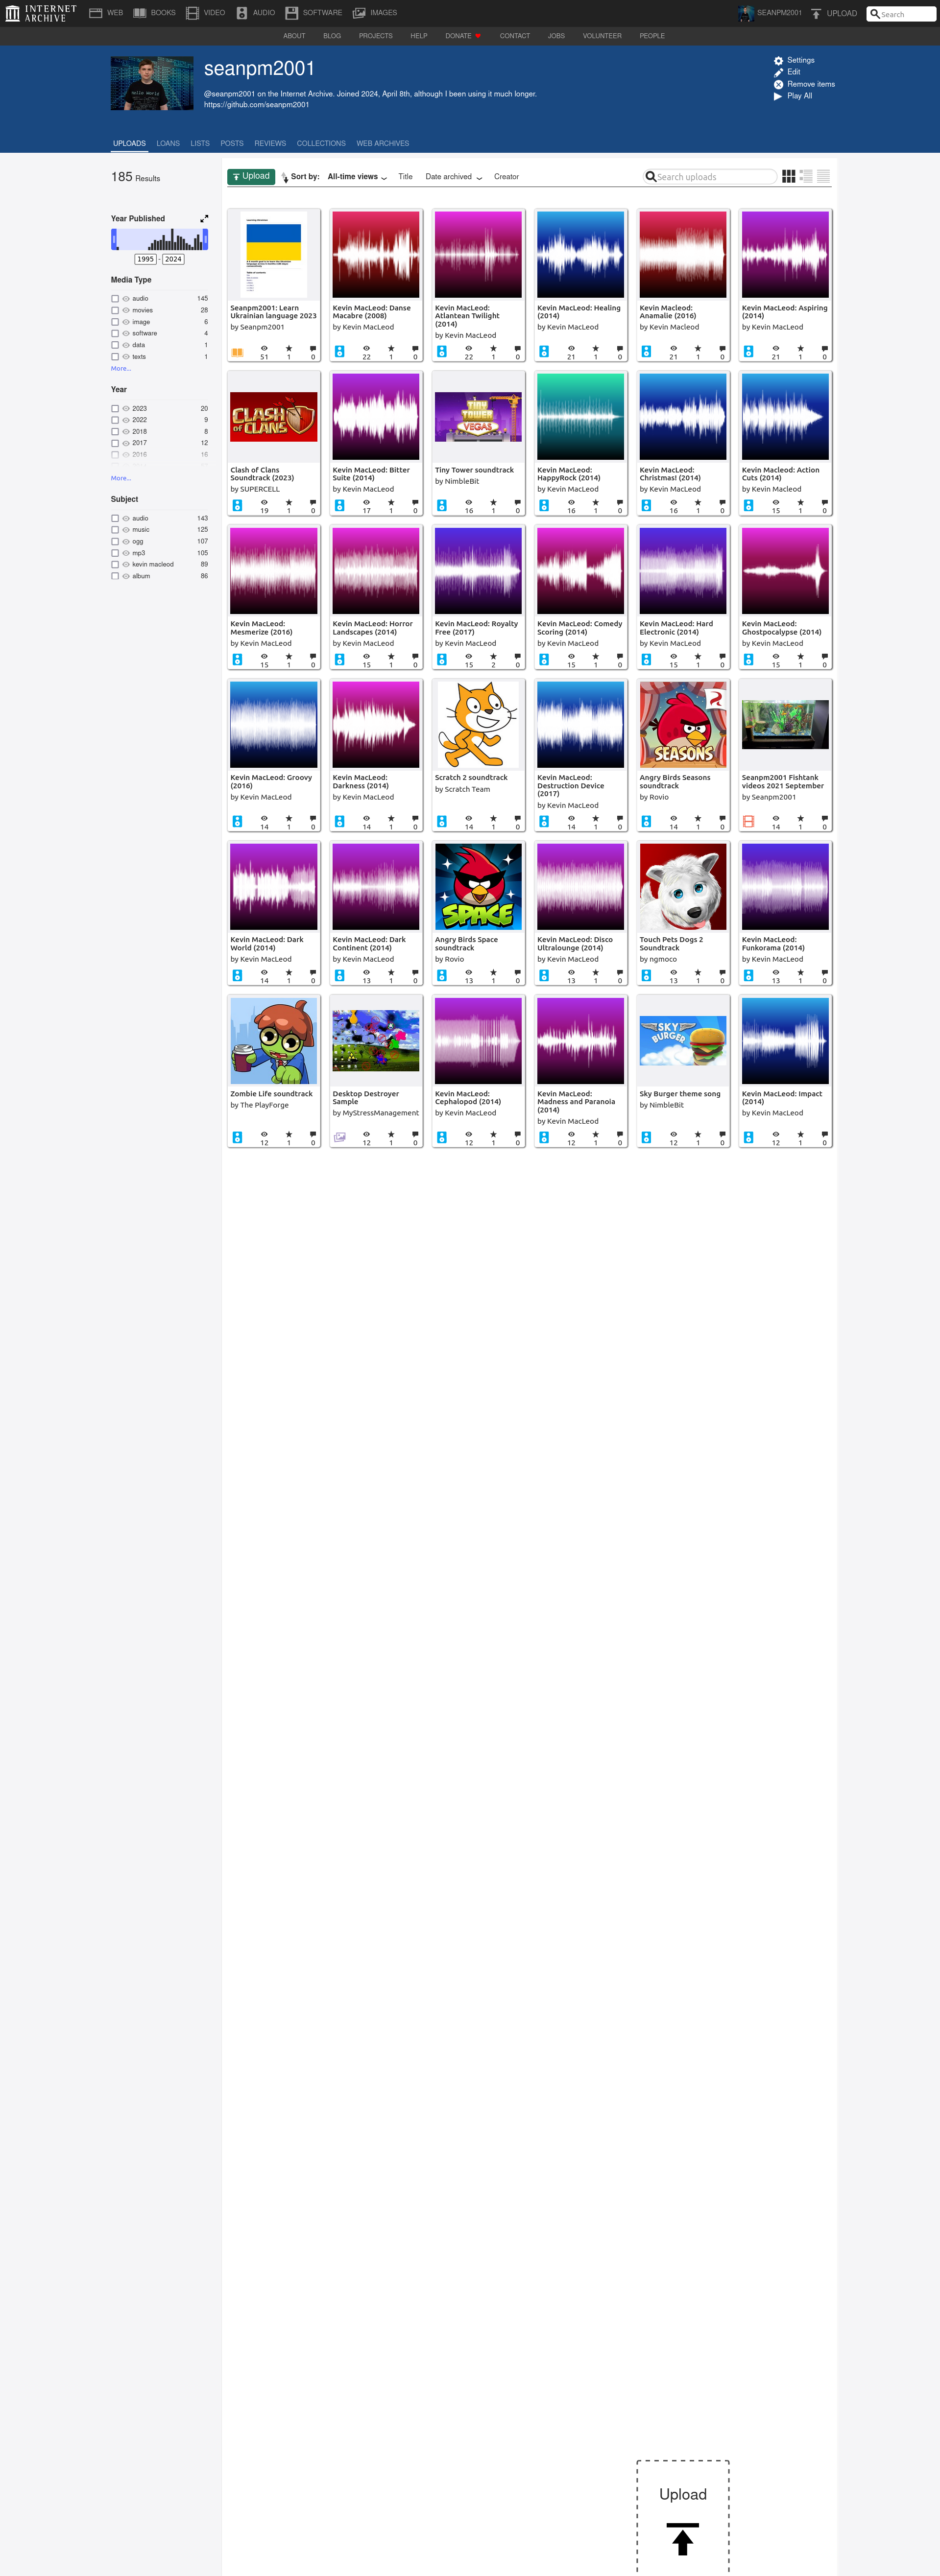 INTERNET ARCHIVE
WEB BOOKS VIDEO AUDIO SOFTWARE IMAGES
SEANPM2001 UPLOAD Search
ABOUT BLOG PROJECTS HELP DONATE CONTACT JOBS VOLUNTEER PEOPLE
seanpm2001
@seanpm2001 on the Internet Archive. Joined 2024, April 8th, although I been using it much longer.
https://github.com/seanpm2001
Settings
Edit
Remove items
Play All
UPLOADS LOANS LISTS POSTS REVIEWS COLLECTIONS WEB ARCHIVES
185 Results
Upload Sort by: All-time views Title Date archived Creator
Search uploads
Year Published
1995 - 2024
Media Type
audio 145
movies 28
image 6
software 4
data 1
texts 1
More...
Year
2023 20
2022 9
2018 8
2017 12
2016 16
More...
Subject
audio 143
music 125
ogg 107
mp3 105
kevin macleod 89
album 86
Seanpm2001: Learn
Ukrainian language 2023
by Seanpm2001
51 1 0
Kevin MacLeod: Danse
Macabre (2008)
by Kevin MacLeod
22 1 0
Kevin MacLeod:
Atlantean Twilight
(2014)
by Kevin MacLeod
22 1 0
Kevin MacLeod: Healing
(2014)
by Kevin MacLeod
21 1 0
Kevin Macleod:
Anamalie (2016)
by Kevin Macleod
21 1 0
Kevin MacLeod: Aspiring
(2014)
by Kevin MacLeod
21 1 0
CLASH OF CLANS
Clash of Clans
Soundtrack (2023)
by SUPERCELL
19 1 0
Kevin MacLeod: Bitter
Suite (2014)
by Kevin MacLeod
17 1 0
TINY TOWER VEGAS
Tiny Tower soundtrack
by NimbleBit
16 1 0
Kevin MacLeod:
HappyRock (2014)
by Kevin MacLeod
16 1 0
Kevin MacLeod:
Christmas! (2014)
by Kevin MacLeod
16 1 0
Kevin Macleod: Action
Cuts (2014)
by Kevin Macleod
15 1 0
Kevin MacLeod:
Mesmerize (2016)
by Kevin MacLeod
15 1 0
Kevin MacLeod: Horror
Landscapes (2014)
by Kevin MacLeod
15 1 0
Kevin MacLeod: Royalty
Free (2017)
by Kevin MacLeod
15 2 0
Kevin MacLeod: Comedy
Scoring (2014)
by Kevin MacLeod
15 1 0
Kevin MacLeod: Hard
Electronic (2014)
by Kevin MacLeod
15 1 0
Kevin MacLeod:
Ghostpocalypse (2014)
by Kevin MacLeod
15 1 0
Kevin MacLeod: Groovy
(2016)
by Kevin MacLeod
14 1 0
Kevin MacLeod:
Darkness (2014)
by Kevin MacLeod
14 1 0
Scratch 2 soundtrack
by Scratch Team
14 1 0
Kevin MacLeod:
Destruction Device
(2017)
by Kevin MacLeod
14 1 0
SEASONS
Angry Birds Seasons
soundtrack
by Rovio
14 1 0
Seanpm2001 Fishtank
videos 2021 September
by Seanpm2001
14 1 0
Kevin MacLeod: Dark
World (2014)
by Kevin MacLeod
14 1 0
Kevin MacLeod: Dark
Continent (2014)
by Kevin MacLeod
13 1 0
SPACE
Angry Birds Space
soundtrack
by Rovio
13 1 0
Kevin MacLeod: Disco
Ultralounge (2014)
by Kevin MacLeod
13 1 0
Touch Pets Dogs 2
Soundtrack
by ngmoco
13 1 0
Kevin MacLeod:
Funkorama (2014)
by Kevin MacLeod
13 1 0
Zombie Life soundtrack
by The PlayForge
12 1 0
Desktop Destroyer
Sample
by MyStressManagement
12 1 0
Kevin MacLeod:
Cephalopod (2014)
by Kevin MacLeod
12 1 0
Kevin MacLeod:
Madness and Paranoia
(2014)
by Kevin MacLeod
12 1 0
SKY BURGER
Sky Burger theme song
by NimbleBit
12 1 0
Kevin MacLeod: Impact
(2014)
by Kevin MacLeod
12 1 0
Upload